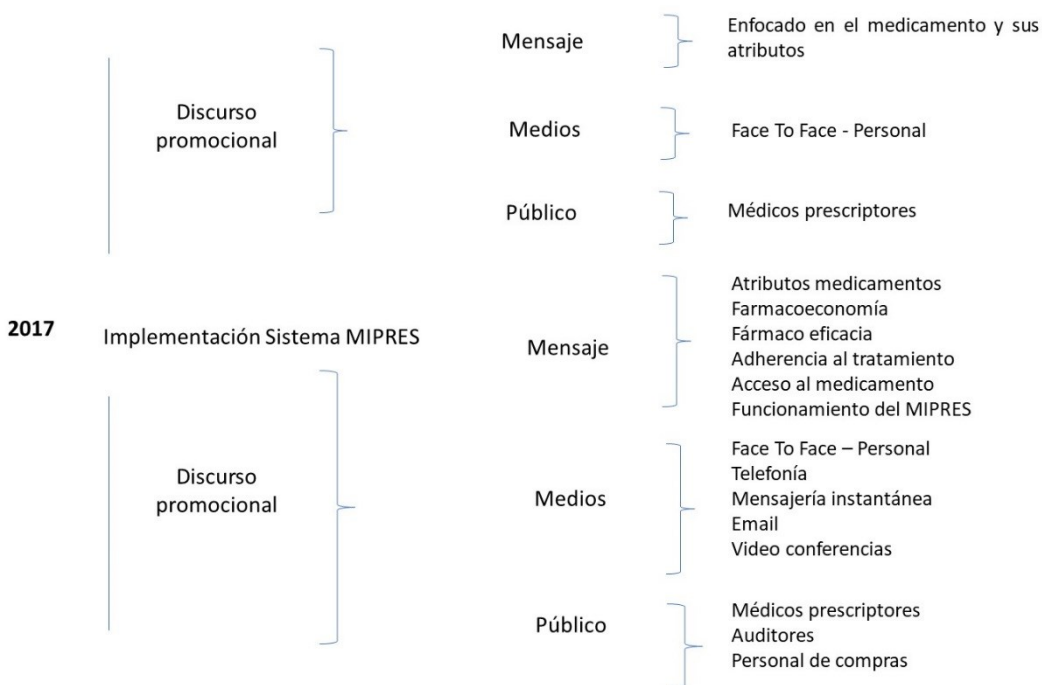 Mensaje
Enfocado en el medicamento y sus
atributos
Discurso
promocional
Medios
Face To Face - Personal
Público
Médicos prescriptores
2017
Implementación Sistema MIPRES
Mensaje
Atributos medicamentos
Farmacoeconomía
Fármaco eficacia
Adherencia al tratamiento
Acceso al medicamento
Funcionamiento del MIPRES
Discurso
promocional
Medios
Face To Face – Personal
Telefonía
Mensajería instantánea
Email
Video conferencias
Público
Médicos prescriptores
Auditores
Personal de compras